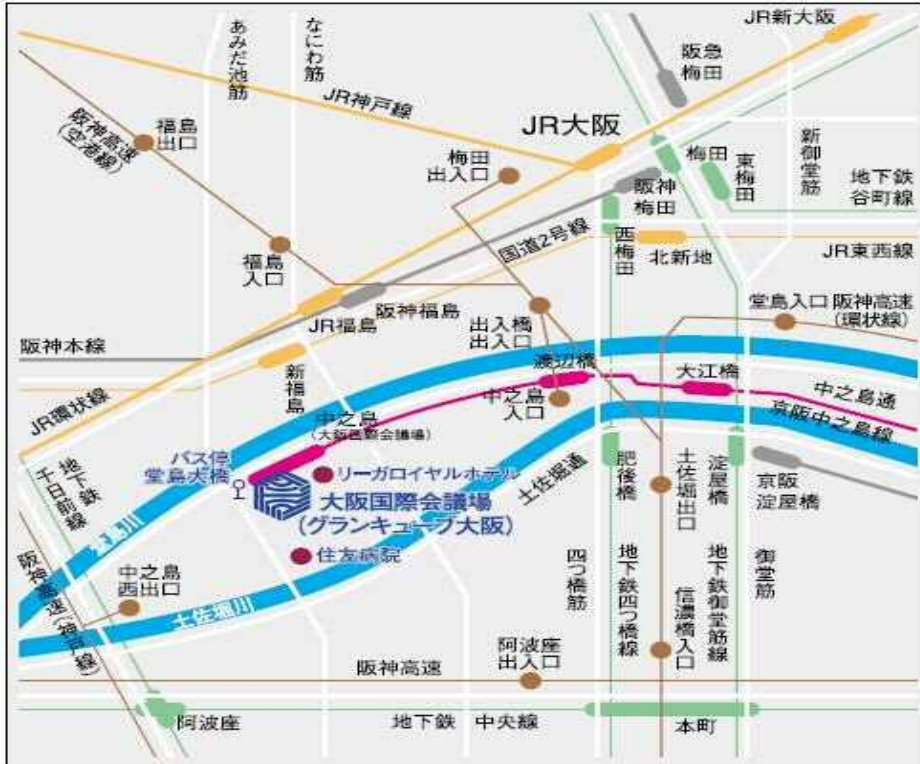 JR新大阪
あみだ池筋
なにわ筋
阪急
梅田
JR神戸線
JR大阪
阪神高速
(空港線)
福島
出口
梅田
出入口
新御堂筋
梅田
東梅田
阪神
梅田
地下鉄
谷町線
国道2号線
西梅田
北新地
JR東西線
福島
入口
阪神福島
JR福島
出入橋
出入口
堂島入口
阪神高速
(環状線)
阪神本線
新福島
渡辺橋
大江橋
中之島通
JR環状線
中之島
(大阪国際会議場)
中之島
入口
京阪中之島線
バス停
堂島大橋
リーガロイヤルホテル
土佐堀通
肥後橋
土佐堀出口
淀屋橋
京阪
淀屋橋
地下鉄
千日前線
大阪国際会議場
(グランキューブ大阪)
堂島川
住友病院
阪神高速(神戸線)
中之島
西出口
土佐堀川
四つ橋筋
地下鉄四つ橋線
信濃橋入口
地下鉄御堂筋線
御堂筋
阪神高速
阿波座
出入口
阿波座
地下鉄
中央線
本町